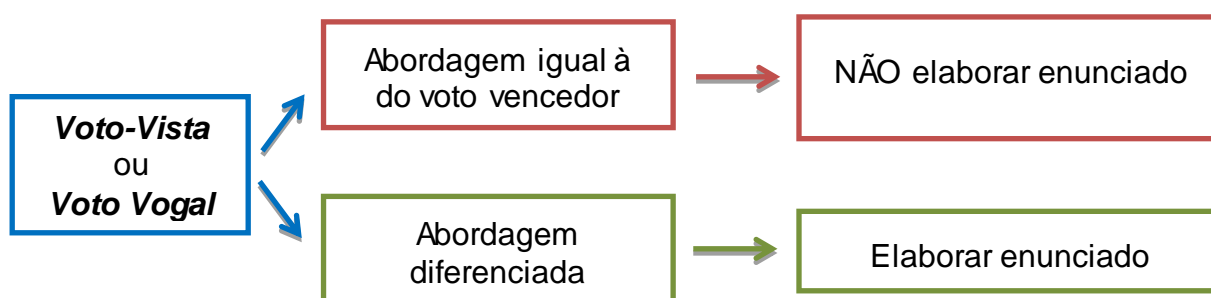 Voto-Vista
ou
Voto Vogal
Abordagem igual à
do voto vencedor
NÃO elaborar enunciado
Abordagem
diferenciada
Elaborar enunciado